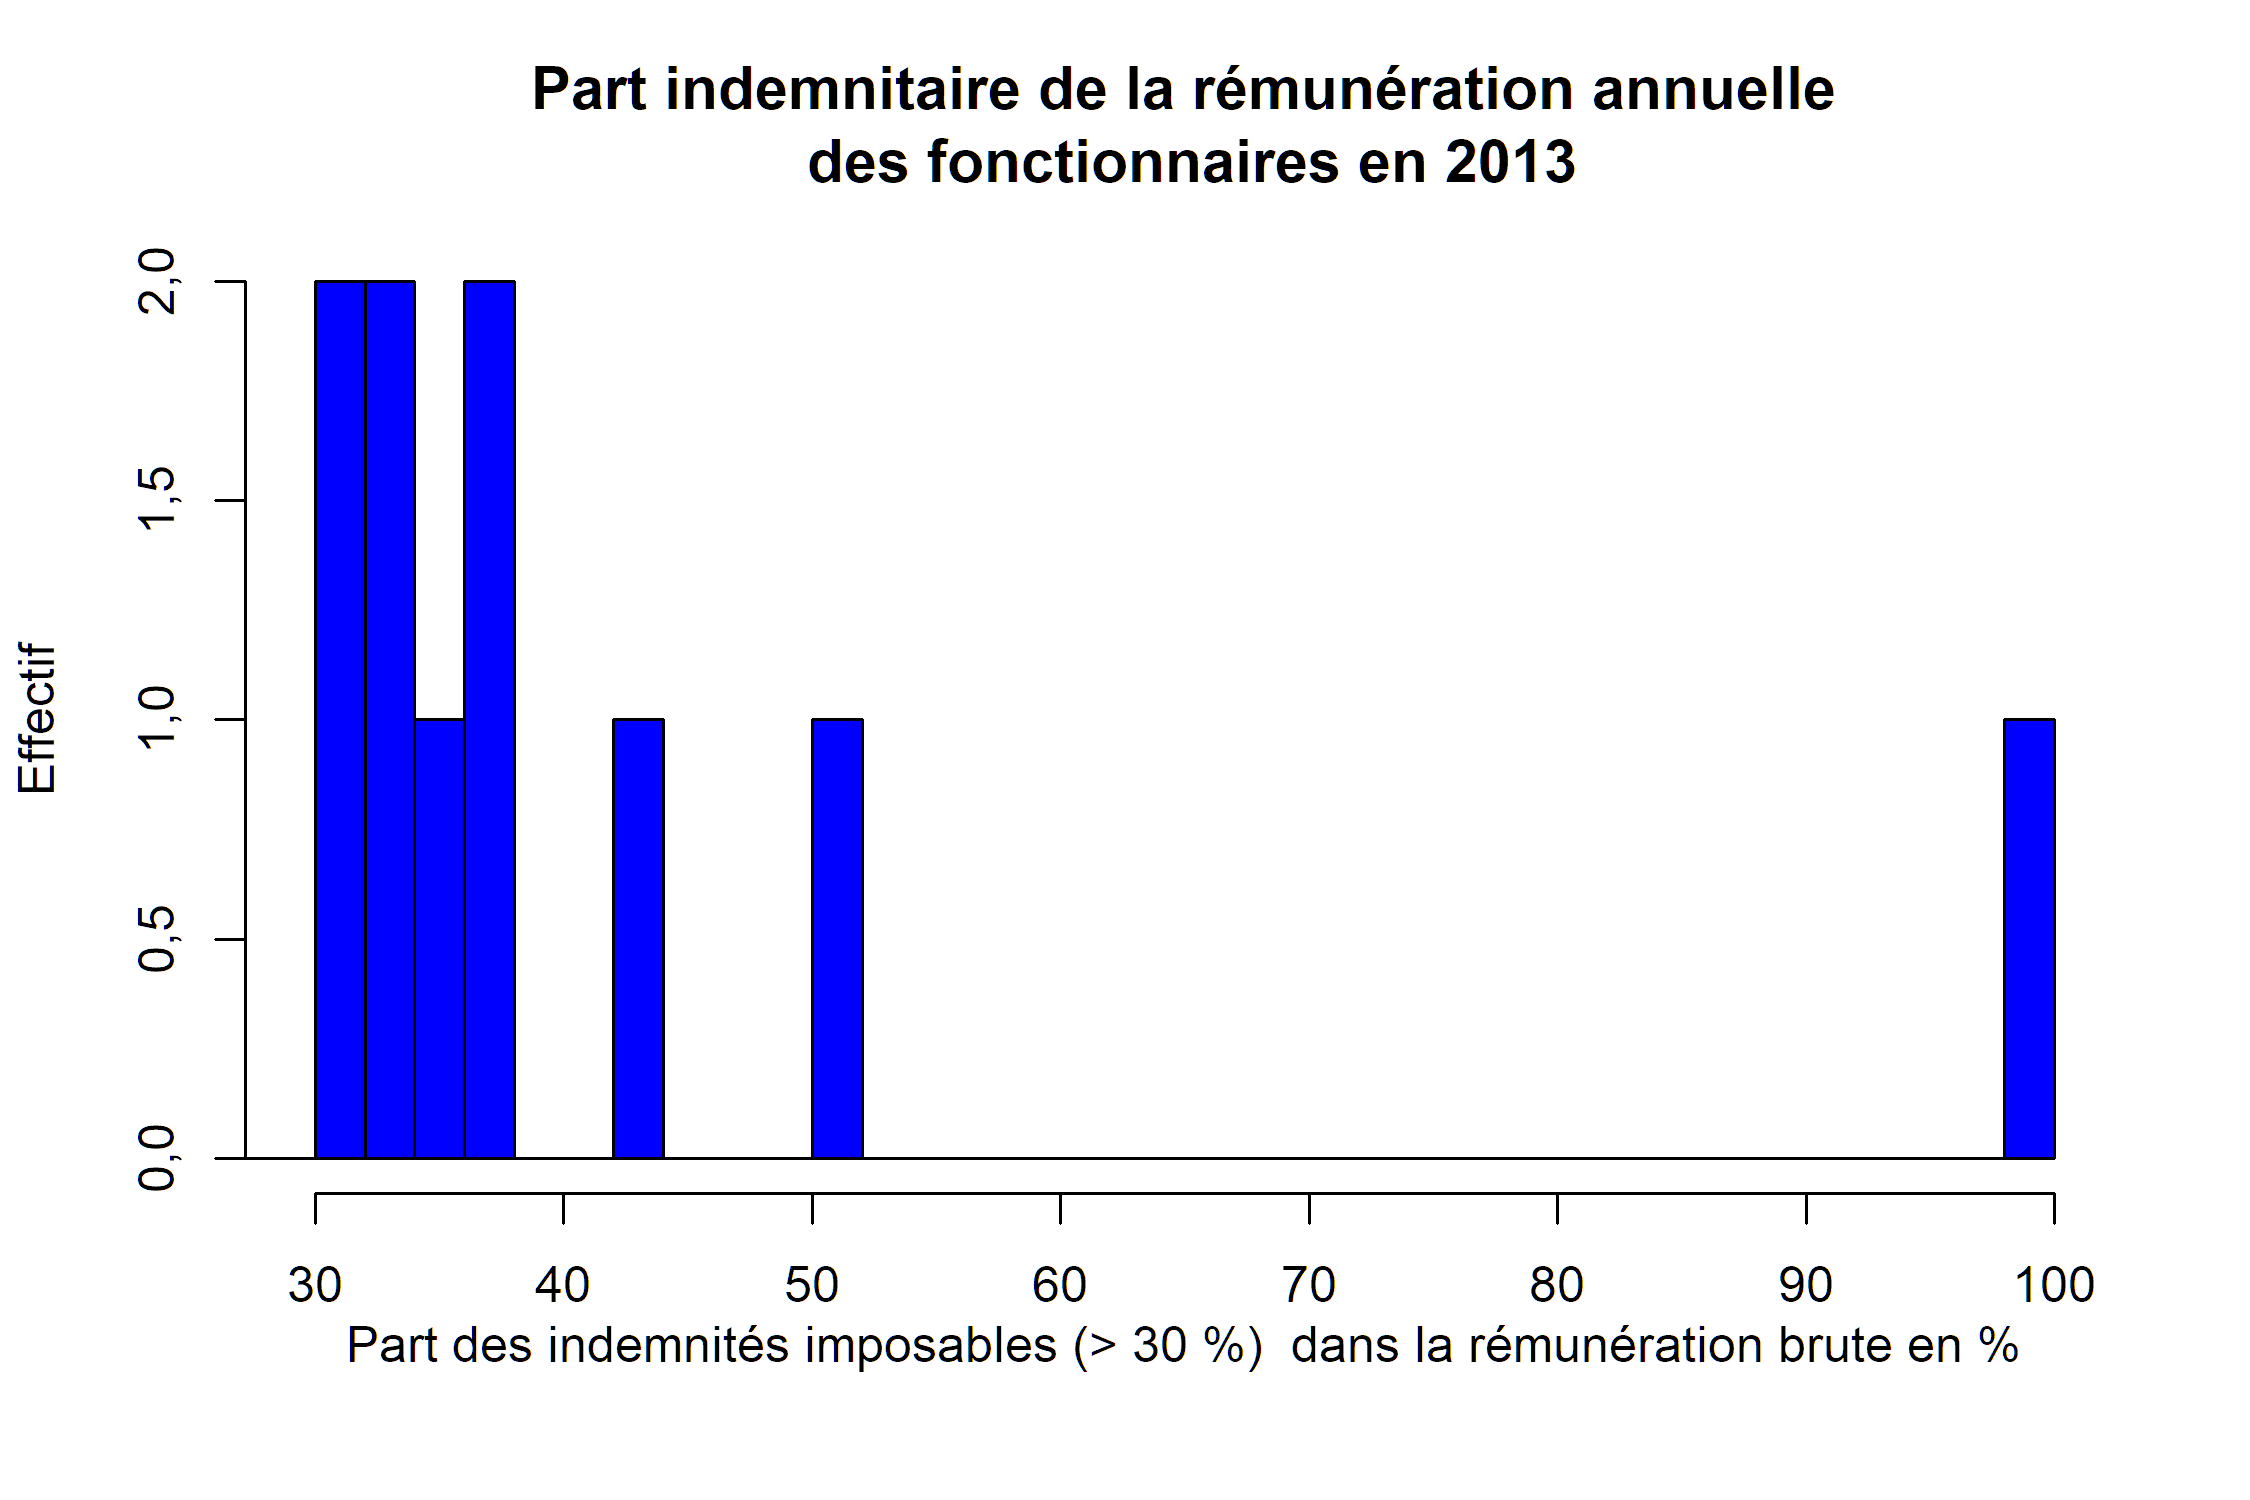 Part indemnitaire de la rémunération annuelle
des fonctionnaires en 2013
Effectif
2,0
1,5
1,0
0,5
0,0
30 40 50 60 70 80 90 100
Part des indemnités imposables (> 30 %)  dans la rémunération brute en %